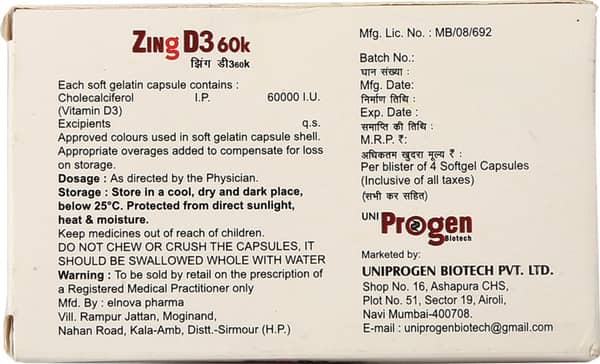 ZINg D3 60k
झिंग डी३60k
Each soft gelatin capsule contains :
Cholecalciferol I.P. 60000 I.U.
(Vitamin D3)
Excipients q.s.
Approved colours used in soft gelatin capsule shell.
Appropriate overages added to compensate for loss
on storage.
Dosage : As directed by the Physician.
Storage : Store in a cool, dry and dark place,
below 25°C. Protected from direct sunlight,
heat & moisture.
Keep medicines out of reach of children.
DO NOT CHEW OR CRUSH THE CAPSULES, IT
SHOULD BE SWALLOWED WHOLE WITH WATER
Warning : To be sold by retail on the prescription of
a Registered Medical Practitioner only
Mfd. By : elnova pharma
Vill. Rampur Jattan, Moginand,
Nahan Road, Kala-Amb, Distt.-Sirmour (H.P.)
Mfg. Lic. No. : MB/08/692
Batch No.:
घान संख्या :
Mfg. Date:
निर्माण तिथि :
Exp. Date :
समाप्ति की तिथि :
M.R.P. ₹:
अधिकतम खुदरा मूल्य ₹ :
Per blister of 4 Softgel Capsules
(Inclusive of all taxes)
(सभी कर सहित)
UNI Progen
Biotech
Marketed by:
UNIPROGEN BIOTECH PVT. LTD.
Shop No. 16, Ashapura CHS,
Plot No. 51, Sector 19, Airoli,
Navi Mumbai-400708.
E-mail : uniprogenbiotech@gmail.com